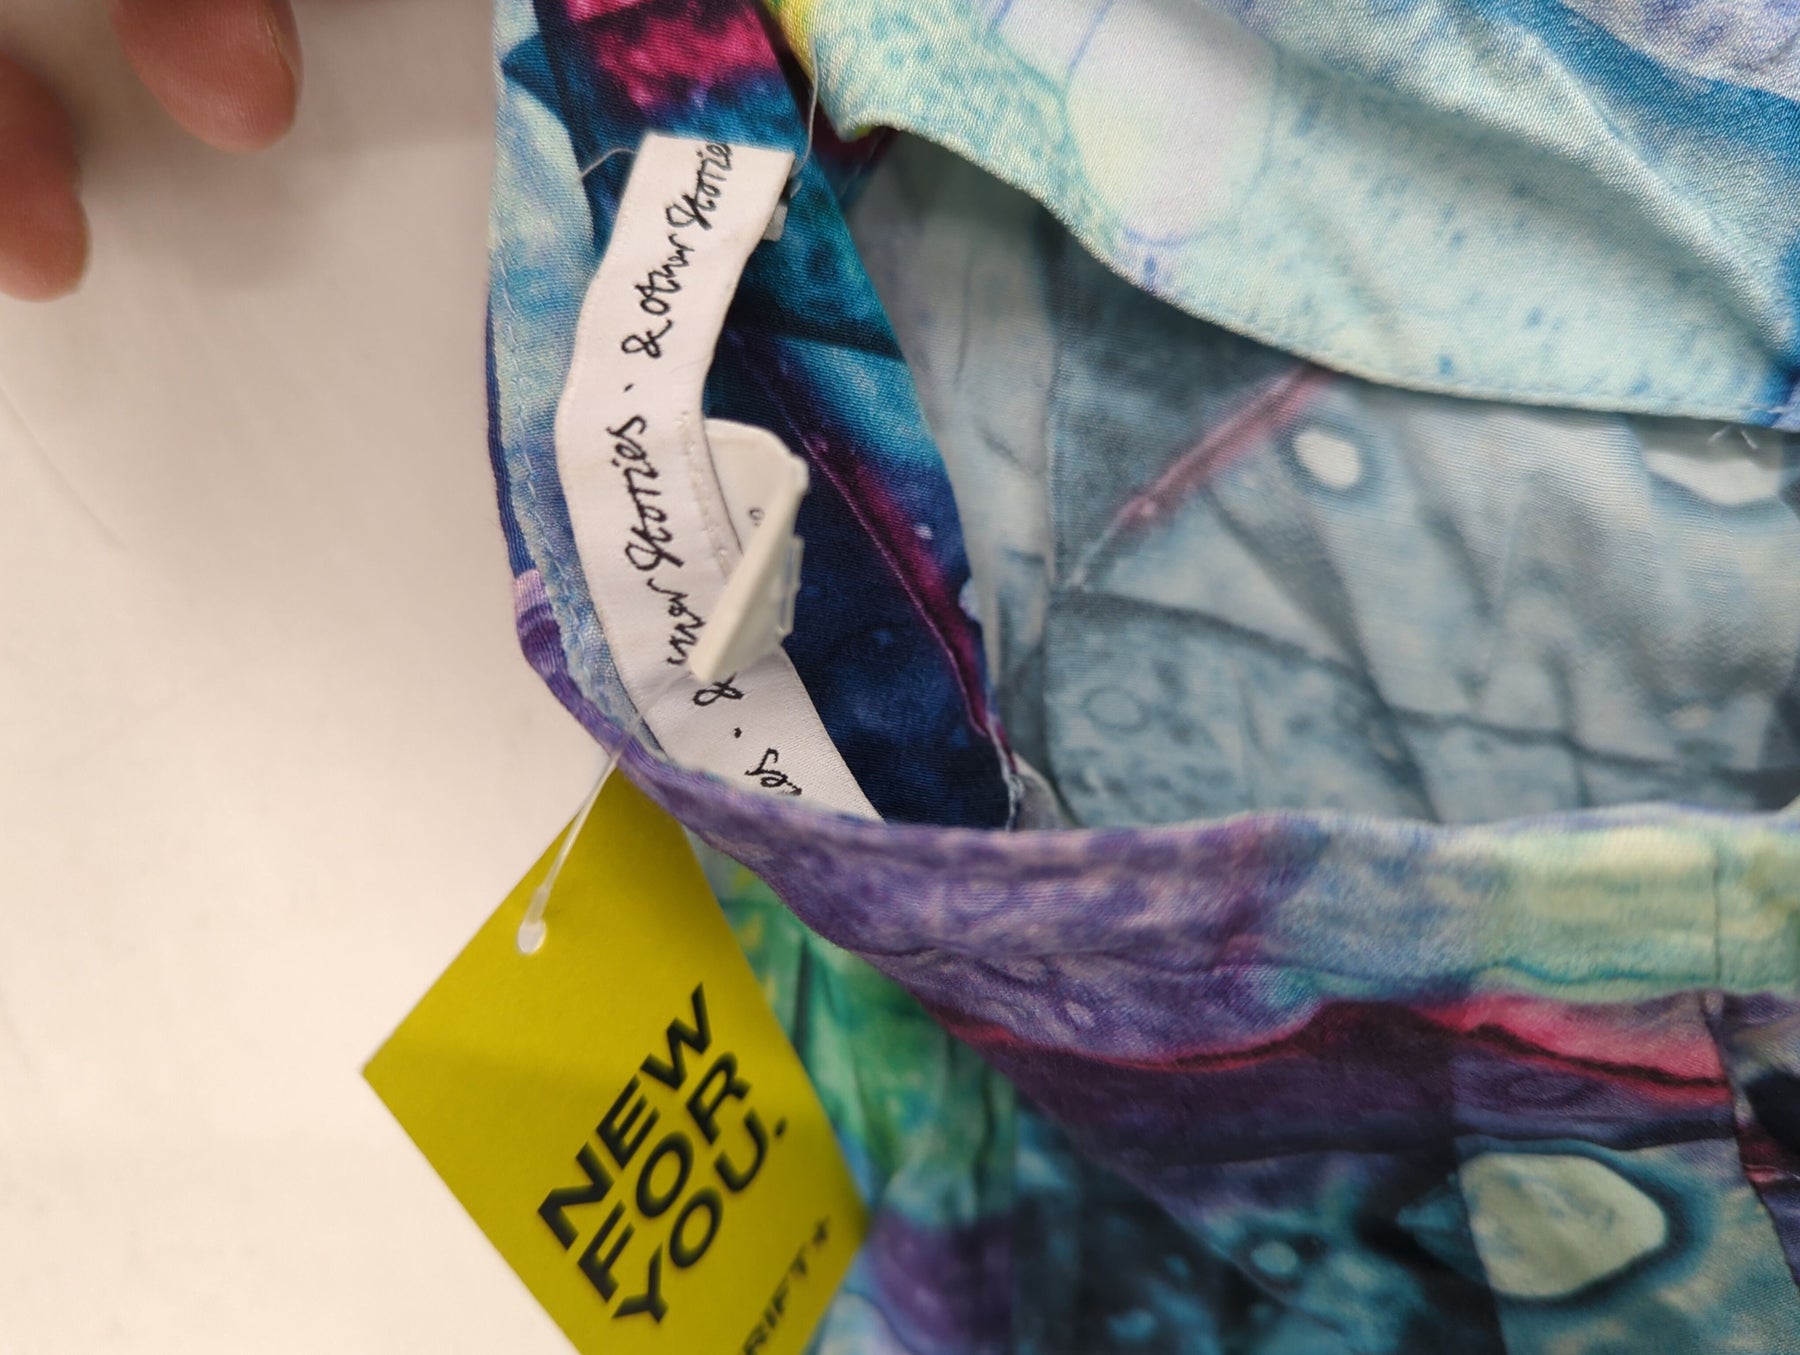 & Other Stories · & Other Stories ·
NEW
FOR
YOU.